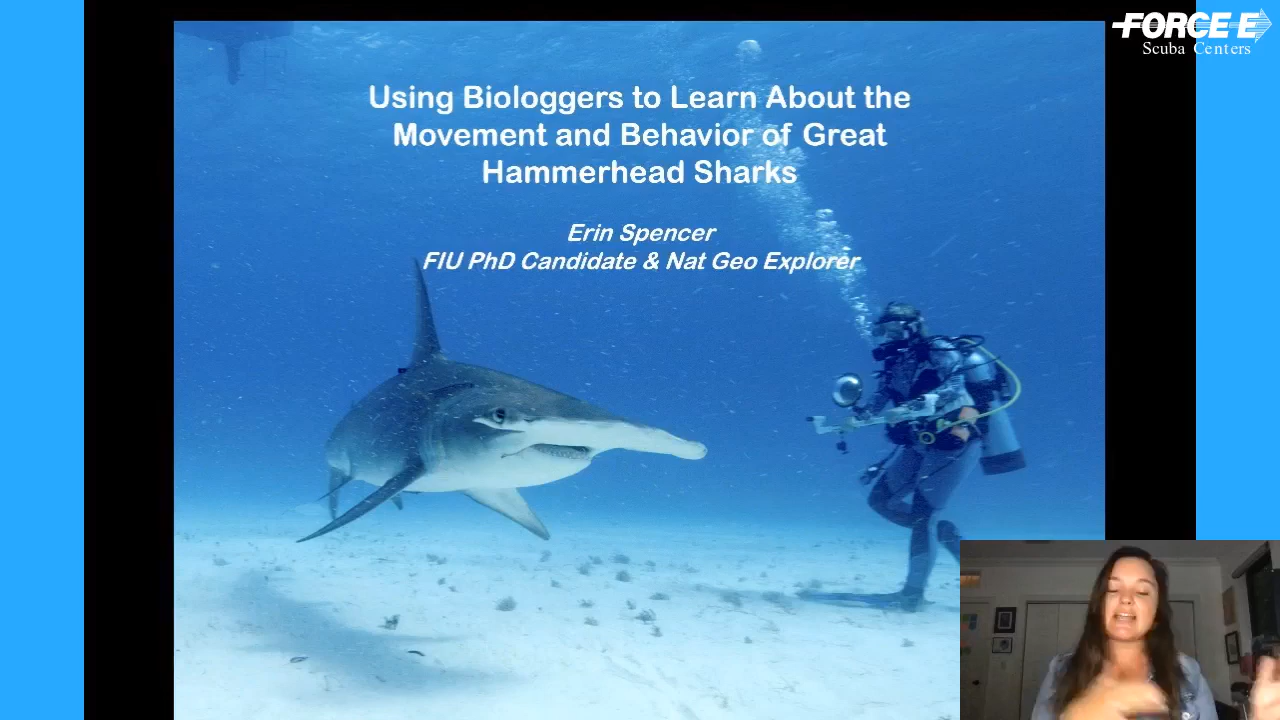 FORCE-E
Scuba Centers
Using Biologgers to Learn About the
Movement and Behavior of Great
Hammerhead Sharks
Erin Spencer
FIU PhD Candidate & Nat Geo Explorer